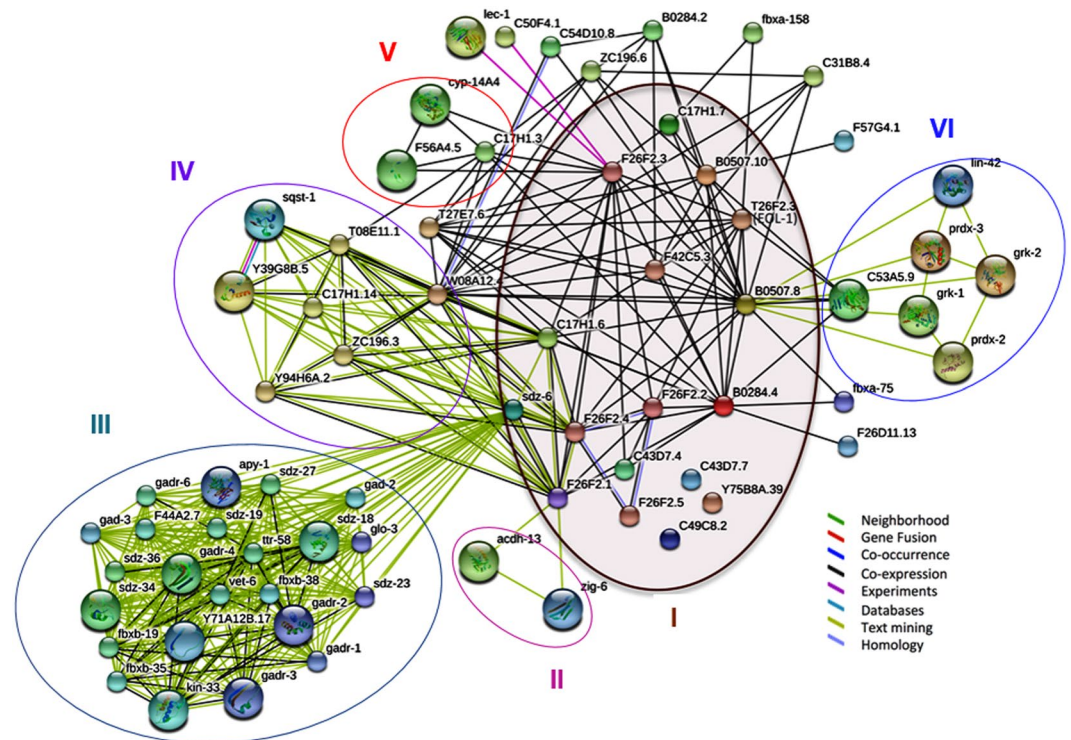 lec-1
C50F4.1
C54D10.8
B0284.2
fbxa-158
V
ZC196.6
C31B8.4
cyp-14A4
C17H1.7
F57G4.1
VI
F56A4.5
C17H1.3
F26F2.3
B0507.10
lin-42
IV
sqst-1
T27E7.6
T26F2.3
(EOL-1)
prdx-3
T08E11.1
grk-2
Y39G8B.5
F42C5.3
C53A5.9
W08A12.4
B0507.8
grk-1
C17H1.14
C17H1.6
ZC196.3
prdx-2
Y94H6A.2
sdz-6
F26F2.2
B0284.4
fbxa-75
III
F26F2.4
F26D11.13
C43D7.4
C43D7.7
apy-1
sdz-27
gadr-6
gad-2
F26F2.1
Y75B8A.39
F26F2.5
gad-3
F44A2.7
sdz-19
sdz-18
glo-3
C49C8.2
sdz-36
gadr-4
ttr-58
acdh-13
sdz-34
vet-6
fbxb-38
sdz-23
zig-6
gadr-2
Y71A12B.17
fbxb-19
I
gadr-1
fbxb-35
gadr-3
II
kin-33
Neighborhood
Gene Fusion
Co-occurrence
Co-expression
Experiments
Databases
Text mining
Homology